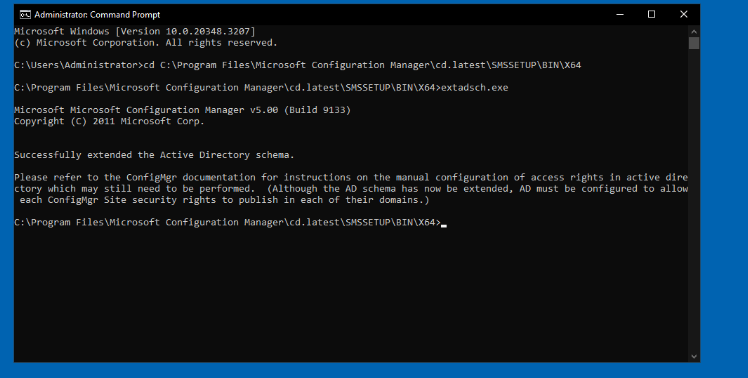 Administrator: Command Prompt
Microsoft Windows [Version 10.0.20348.3207]
(c) Microsoft Corporation. All rights reserved.
C:\Users\Administrator>cd C:\Program Files\Microsoft Configuration Manager\cd.latest\SMSSETUP\BIN\X64
C:\Program Files\Microsoft Configuration Manager\cd.latest\SMSSETUP\BIN\X64>extadsch.exe
Microsoft Microsoft Configuration Manager v5.00 (Build 9133)
Copyright (C) 2011 Microsoft Corp.
Successfully extended the Active Directory schema.
Please refer to the ConfigMgr documentation for instructions on the manual configuration of access rights in active dire
ctory which may still need to be performed.  (Although the AD schema has now be extended, AD must be configured to allow
 each ConfigMgr Site security rights to publish in each of their domains.)
C:\Program Files\Microsoft Configuration Manager\cd.latest\SMSSETUP\BIN\X64>